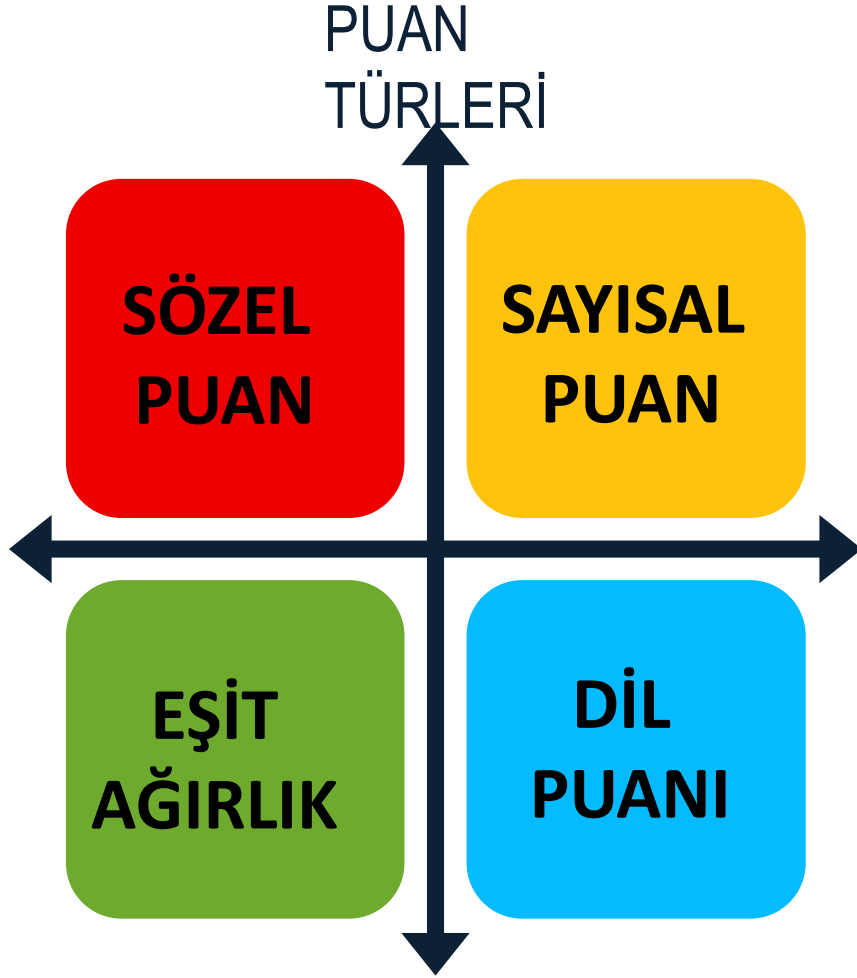 PUAN
TÜRLERİ
SÖZEL
PUAN
SAYISAL
PUAN
EŞİT
AĞIRLIK
DİL
PUANI